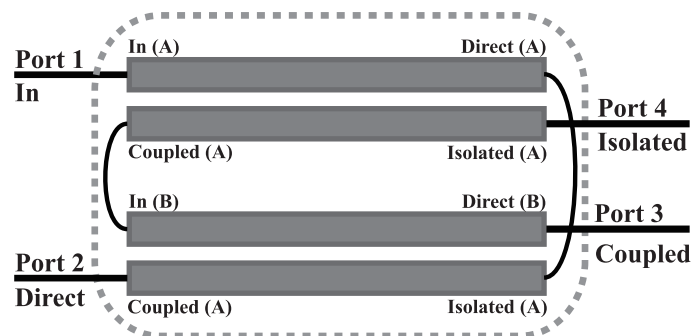 Port 1
In
In (A)
Direct (A)
Coupled (A)
Isolated (A)
Port 4
Isolated
In (B)
Direct (B)
Port 3
Coupled
Port 2
Direct
Coupled (A)
Isolated (A)